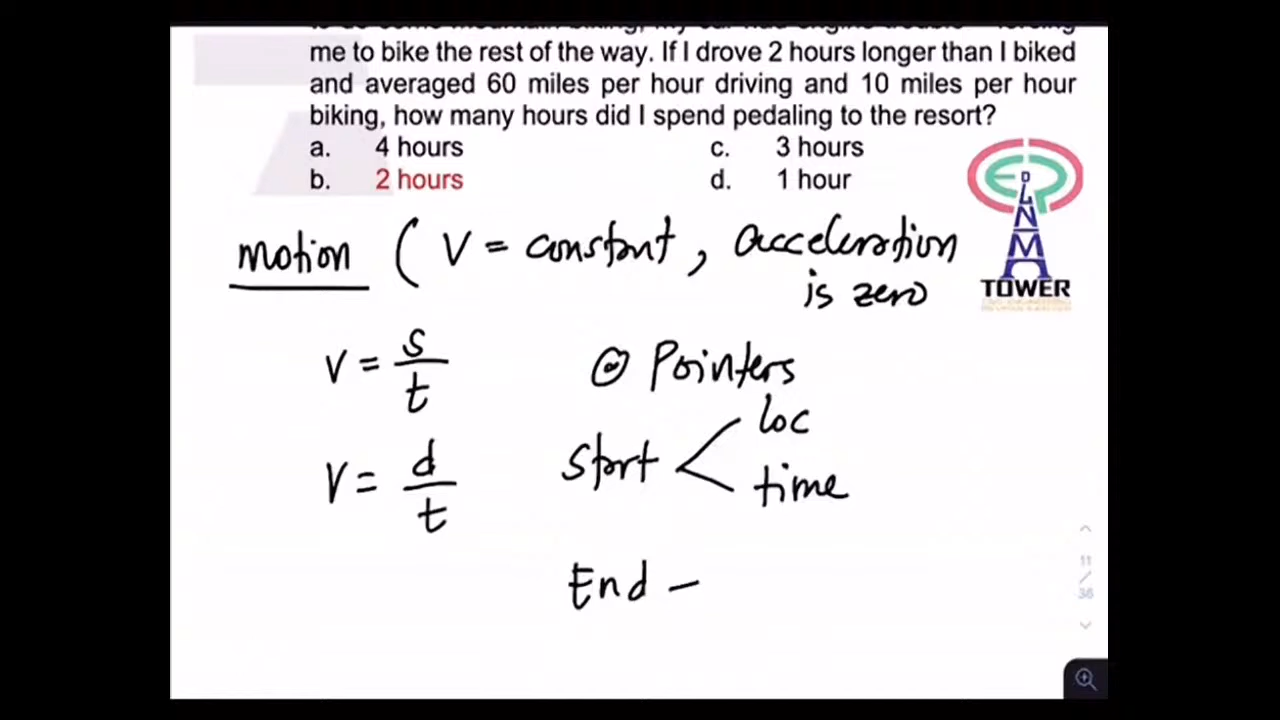 me to bike the rest of the way. If I drove 2 hours longer than I biked
and averaged 60 miles per hour driving and 10 miles per hour
biking, how many hours did I spend pedaling to the resort?
a. 4 hours c. 3 hours
b. 2 hours d. 1 hour
motion ( V = constant, acceleration
is zero
V = s/t
⊙ Pointers
V = d/t
Start < loc
time
End –
TOWER
11
/
36